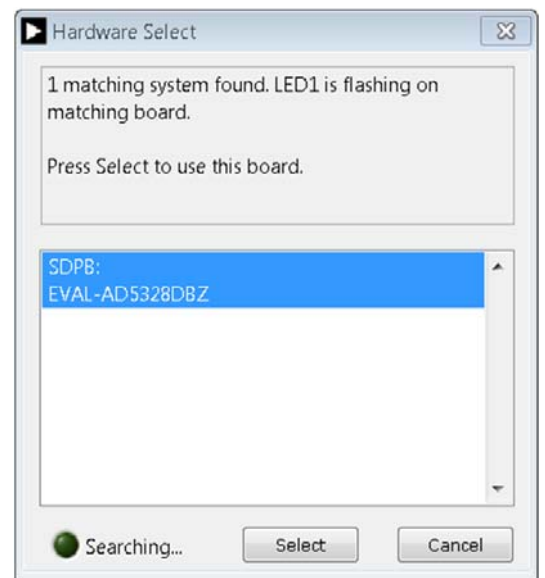 Hardware Select
1 matching system found. LED1 is flashing on
matching board.
Press Select to use this board.
SDPB:
EVAL-AD5328DBZ
Searching...
Select
Cancel